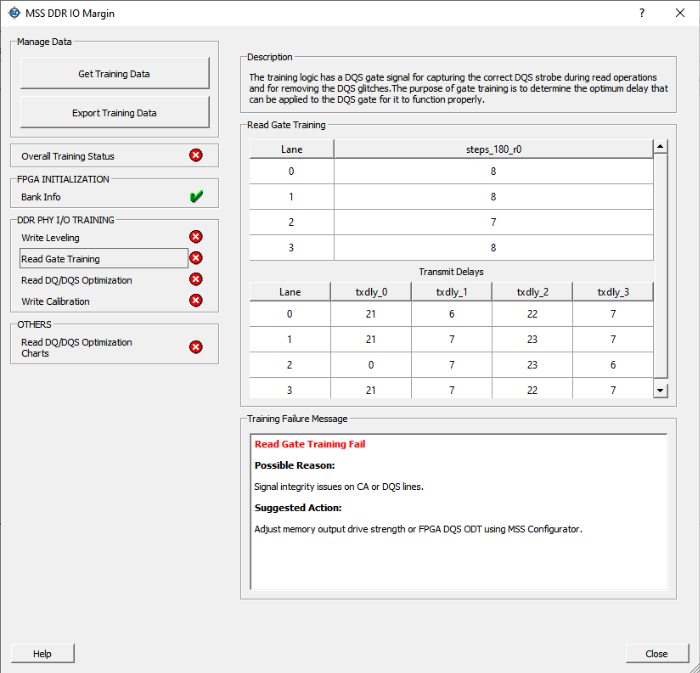 MSS DDR IO Margin
Manage Data
Get Training Data
Export Training Data
Overall Training Status
FPGA INITIALIZATION
Bank Info
DDR PHY I/O TRAINING
Write Leveling
Read Gate Training
Read DQ/DQS Optimization
Write Calibration
OTHERS
Read DQ/DQS Optimization
Charts
Description
The training logic has a DQS gate signal for capturing the correct DQS strobe during read operations
and for removing the DQS glitches.The purpose of gate training is to determine the optimum delay that
can be applied to the DQS gate for it to function properly.
Read Gate Training
Lane steps_180_r0
0 8
1 8
2 7
3 8
Transmit Delays
Lane txdly_0 txdly_1 txdly_2 txdly_3
0 21 6 22 7
1 21 7 23 7
2 0 7 23 6
3 21 7 22 7
Training Failure Message
Read Gate Training Fail
Possible Reason:
Signal integrity issues on CA or DQS lines.
Suggested Action:
Adjust memory output drive strength or FPGA DQS ODT using MSS Configurator.
Help
Close